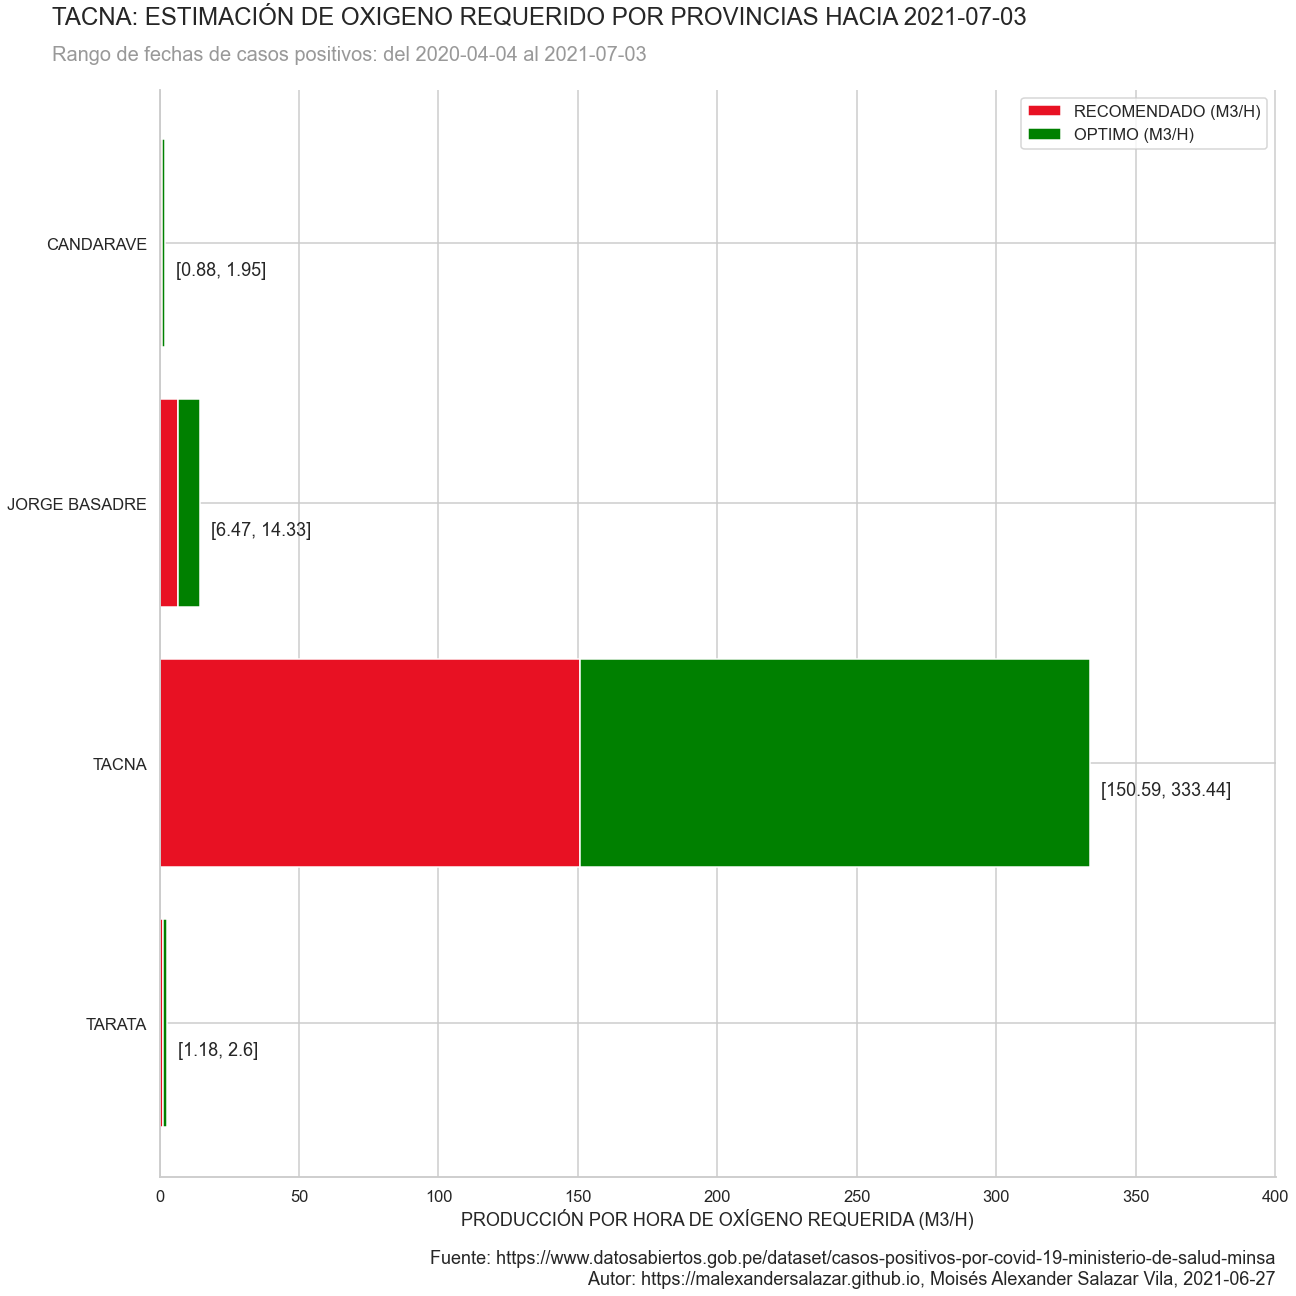 TACNA: ESTIMACIÓN DE OXIGENO REQUERIDO POR PROVINCIAS HACIA 2021-07-03
Rango de fechas de casos positivos: del 2020-04-04 al 2021-07-03
RECOMENDADO (M3/H)
OPTIMO (M3/H)
CANDARAVE
[0.88, 1.95]
JORGE BASADRE
[6.47, 14.33]
TACNA
[150.59, 333.44]
TARATA
[1.18, 2.6]
0 50 100 150 200 250 300 350 400
PRODUCCIÓN POR HORA DE OXÍGENO REQUERIDA (M3/H)
Fuente: https://www.datosabiertos.gob.pe/dataset/casos-positivos-por-covid-19-ministerio-de-salud-minsa
Autor: https://malexandersalazar.github.io, Moisés Alexander Salazar Vila, 2021-06-27